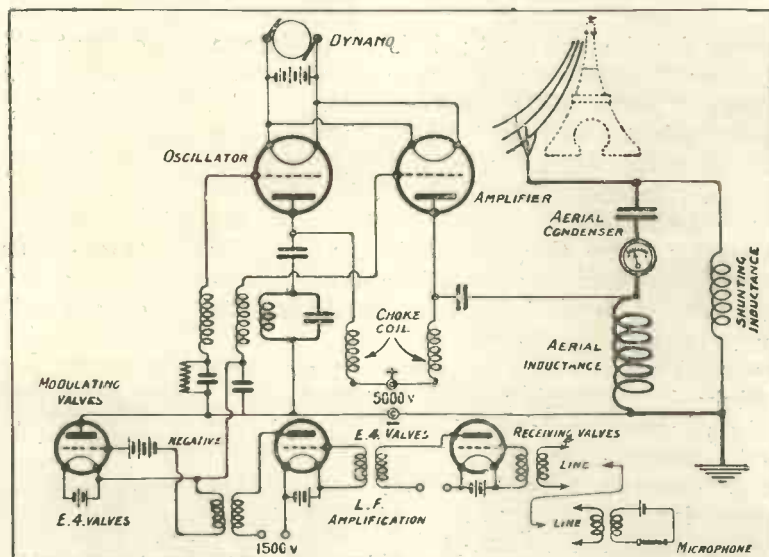 DYNAMO
OSCILLATOR
AMPLIFIER
AERIAL
CONDENSER
SHUNTING
INDUCTANCE
CHOKE
COIL
AERIAL
INDUCTANCE
+
5000 V
-
MODULATING
VALVES
NEGATIVE
E.4. VALVES
RECEIVING VALVES
LINE
L.F.
AMPLIFICATION
LINE
E.4. VALVES
1500 V
MICROPHONE